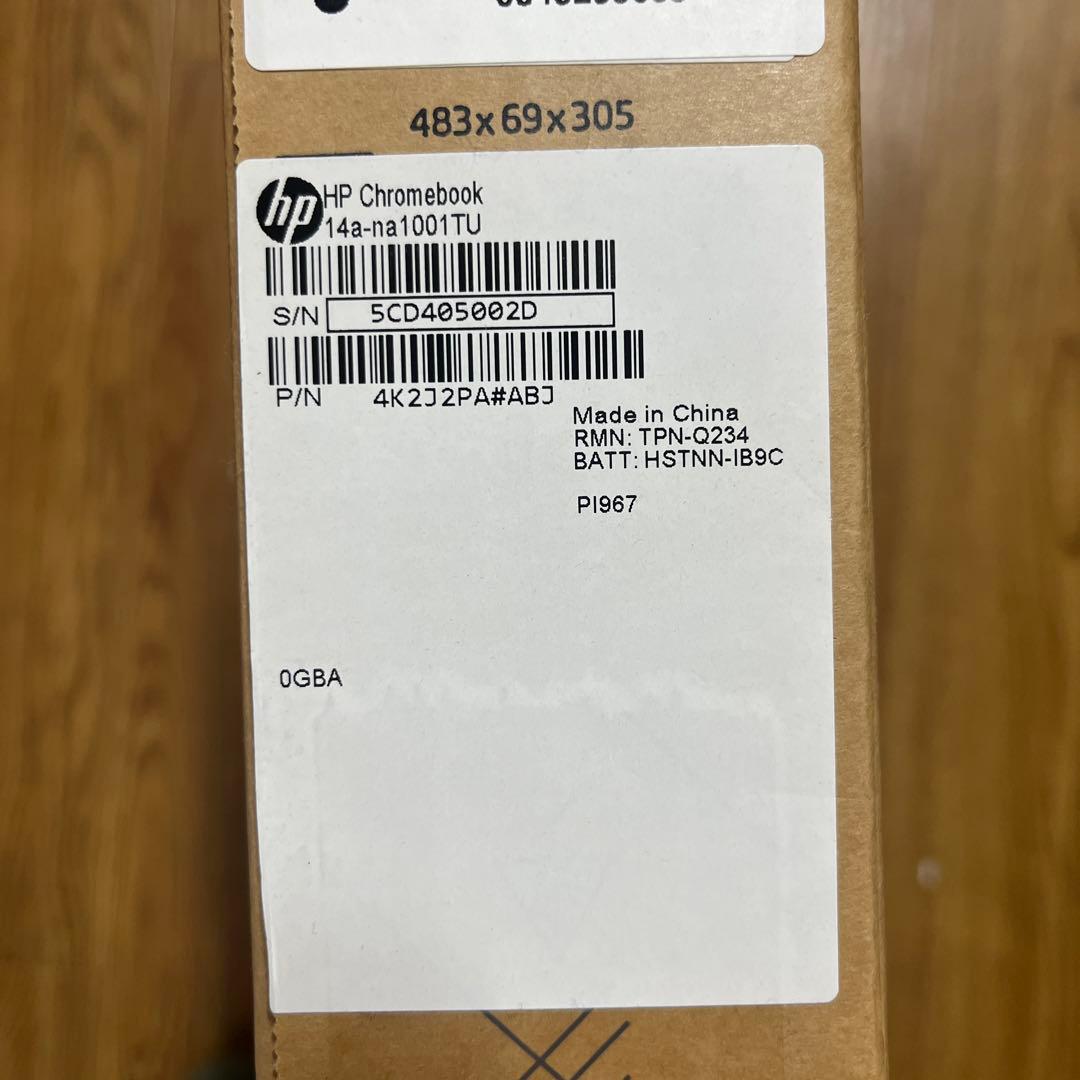 483x69x305
hp
HP Chromebook
14a-na1001TU
S/N 5CD405002D
P/N 4K2J2PA#ABJ
Made in China
RMN: TPN-Q234
BATT: HSTNN-IB9C
PI967
0GBA